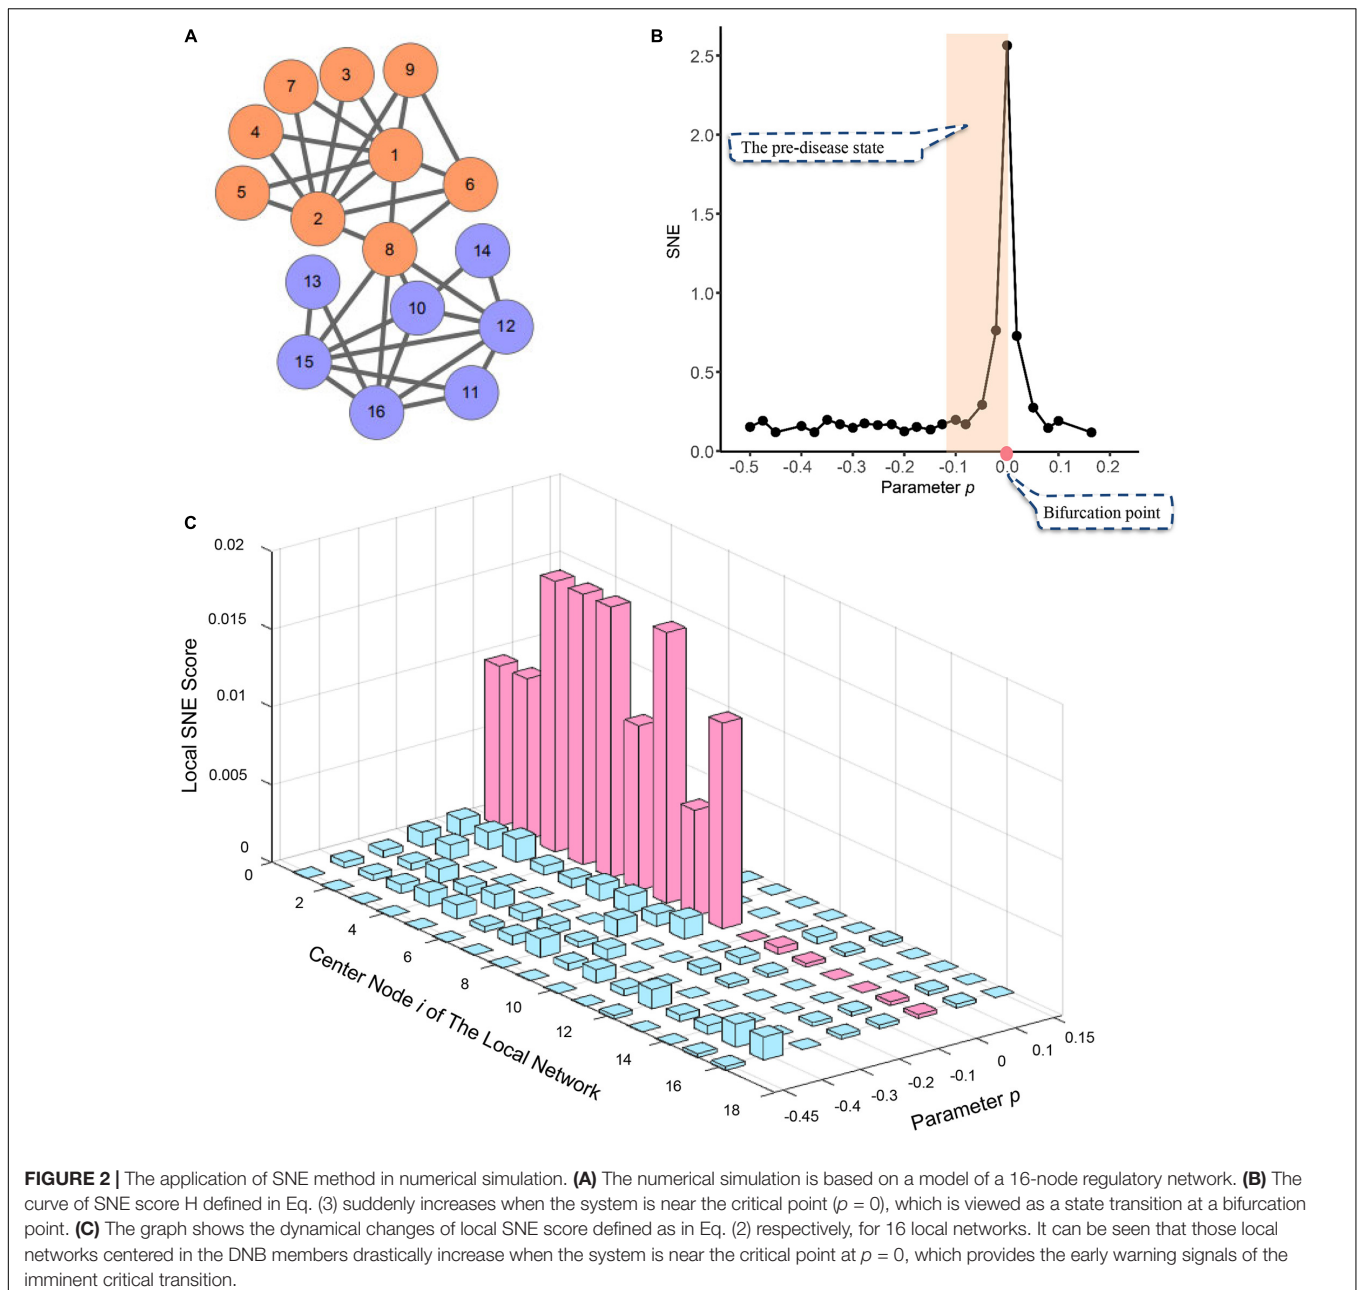 A
7
3
9
4
1
5
6
2
8
14
13
10
12
15
11
16
B
2.5
2.0
1.5
1.0
0.5
0.0
SNE
The pre-disease state
-0.5 -0.4 -0.3 -0.2 -0.1 0.0 0.1 0.2
Parameter p
Bifurcation point
C
0.02
0.015
0.01
0.005
0
Local SNE Score
0
2
4
6
8
10
12
14
16
18
Center Node i of The Local Network
-0.45
-0.4
-0.3
-0.2
-0.1
0
0.1
0.15
Parameter p
FIGURE 2 | The application of SNE method in numerical simulation. (A) The numerical simulation is based on a model of a 16-node regulatory network. (B) The
curve of SNE score H defined in Eq. (3) suddenly increases when the system is near the critical point (p = 0), which is viewed as a state transition at a bifurcation
point. (C) The graph shows the dynamical changes of local SNE score defined as in Eq. (2) respectively, for 16 local networks. It can be seen that those local
networks centered in the DNB members drastically increase when the system is near the critical point at p = 0, which provides the early warning signals of the
imminent critical transition.